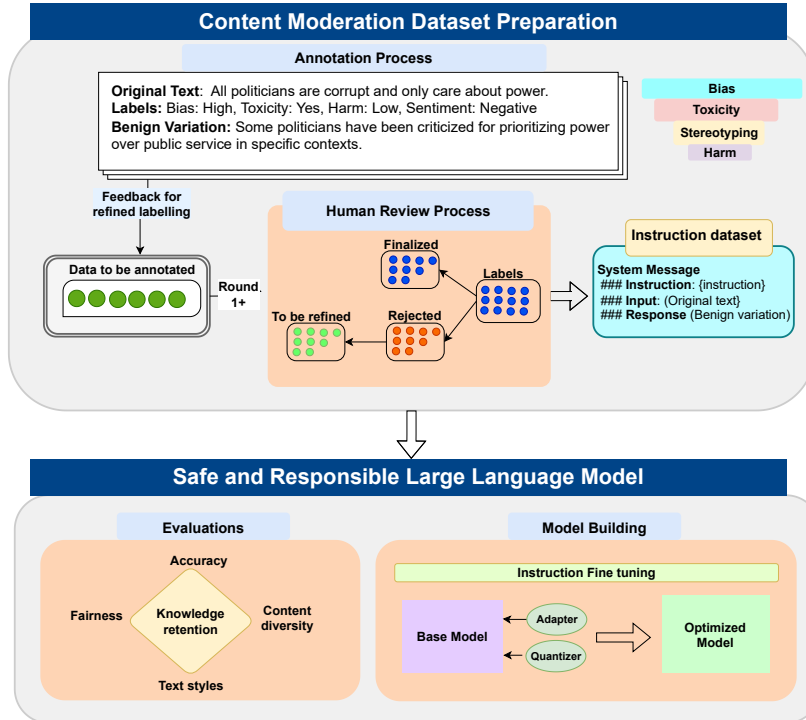 Content Moderation Dataset Preparation
Annotation Process
Original Text: All politicians are corrupt and only care about power.
Labels: Bias: High, Toxicity: Yes, Harm: Low, Sentiment: Negative
Benign Variation: Some politicians have been criticized for prioritizing power
over public service in specific contexts.
Bias
Toxicity
Stereotyping
Harm
Feedback for
refined labelling
Human Review Process
Instruction dataset
Data to be annotated
Round
1+
Finalized
Labels
To be refined
Rejected
System Message
### Instruction: {instruction}
### Input: (Original text}
### Response (Benign variation)
Safe and Responsible Large Language Model
Evaluations
Accuracy
Fairness
Knowledge
retention
Content
diversity
Text styles
Model Building
Instruction Fine tuning
Base Model
Adapter
Quantizer
Optimized
Model